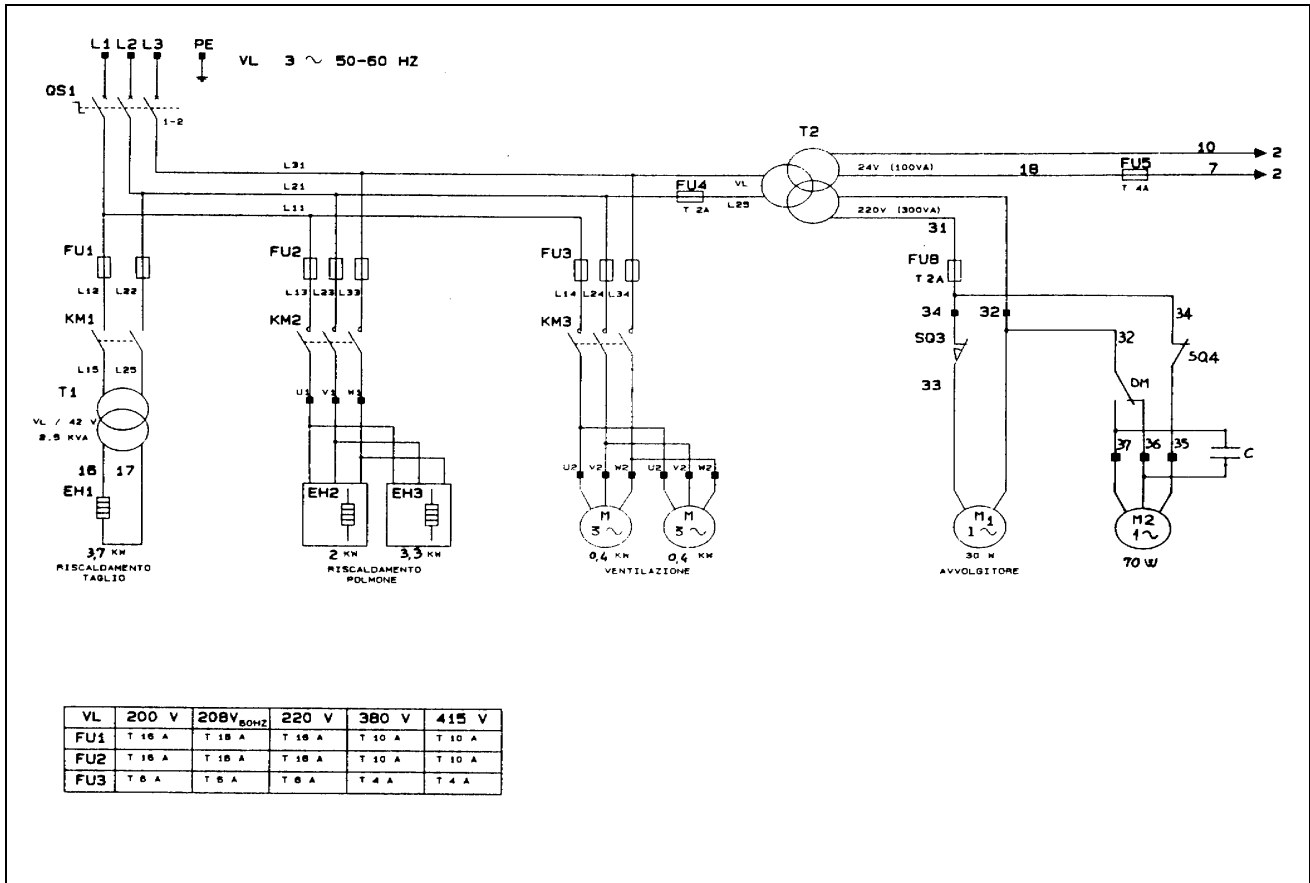 L1 L2 L3 PE
VL 3 ~ 50-60 HZ
QS1
1-2
L31
L21
L11
T2
VL
FU4
T 2A
L29
24V (100VA)
18
FU5
T 4A
10
7
2
2
220V (300VA)
31
FU8
T 2A
34
32
34
32
SQ3
33
SQ4
DM
37 36 35
C
M1
1 ~
30 W
AVVOLGITORE
M2
1 ~
70 W
FU1
L12 L22
KM1
L15 L25
T1
VL / 42 V
2.5 KVA
16 17
EH1
3,7 KW
RISCALDAMENTO
TAGLIO
FU2
L13 L23 L33
KM2
U1 V1 W1
EH2 EH3
2 KW 3,3 KW
RISCALDAMENTO
POLMONE
FU3
L14 L24 L34
KM3
U2 V2 W2 U2 V2 W2
M M
3 ~ 3 ~
0,4 KW 0,4 KW
VENTILAZIONE
VL 200 V 208V 60HZ 220 V 380 V 415 V
FU1 T 16 A T 16 A T 16 A T 10 A T 10 A
FU2 T 16 A T 16 A T 16 A T 10 A T 10 A
FU3 T 6 A T 6 A T 6 A T 4 A T 4 A